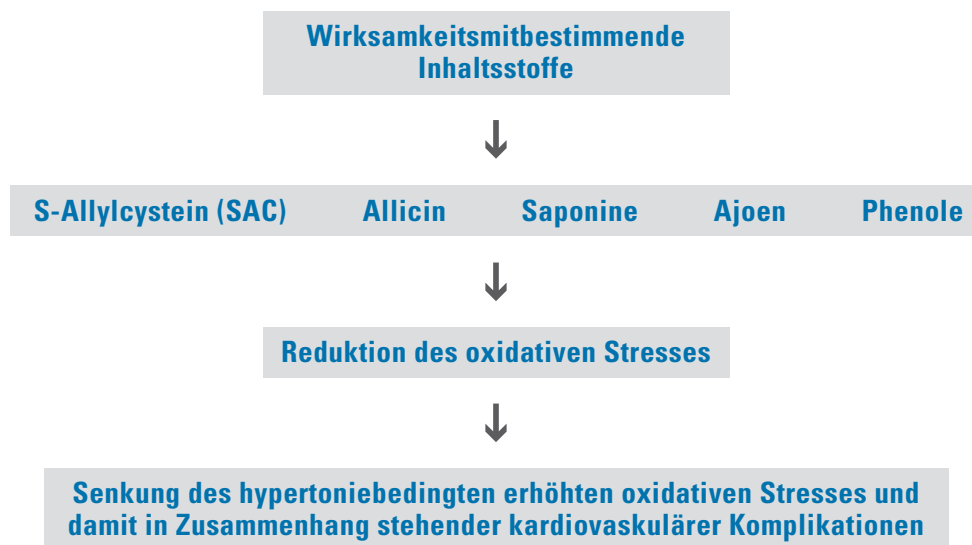 Wirksamkeitsmitbestimmende
Inhaltsstoffe
S-Allylcystein (SAC) Allicin Saponine Ajoen Phenole
Reduktion des oxidativen Stresses
Senkung des hypertoniebedingten erhöhten oxidativen Stresses und
damit in Zusammenhang stehender kardiovaskulärer Komplikationen